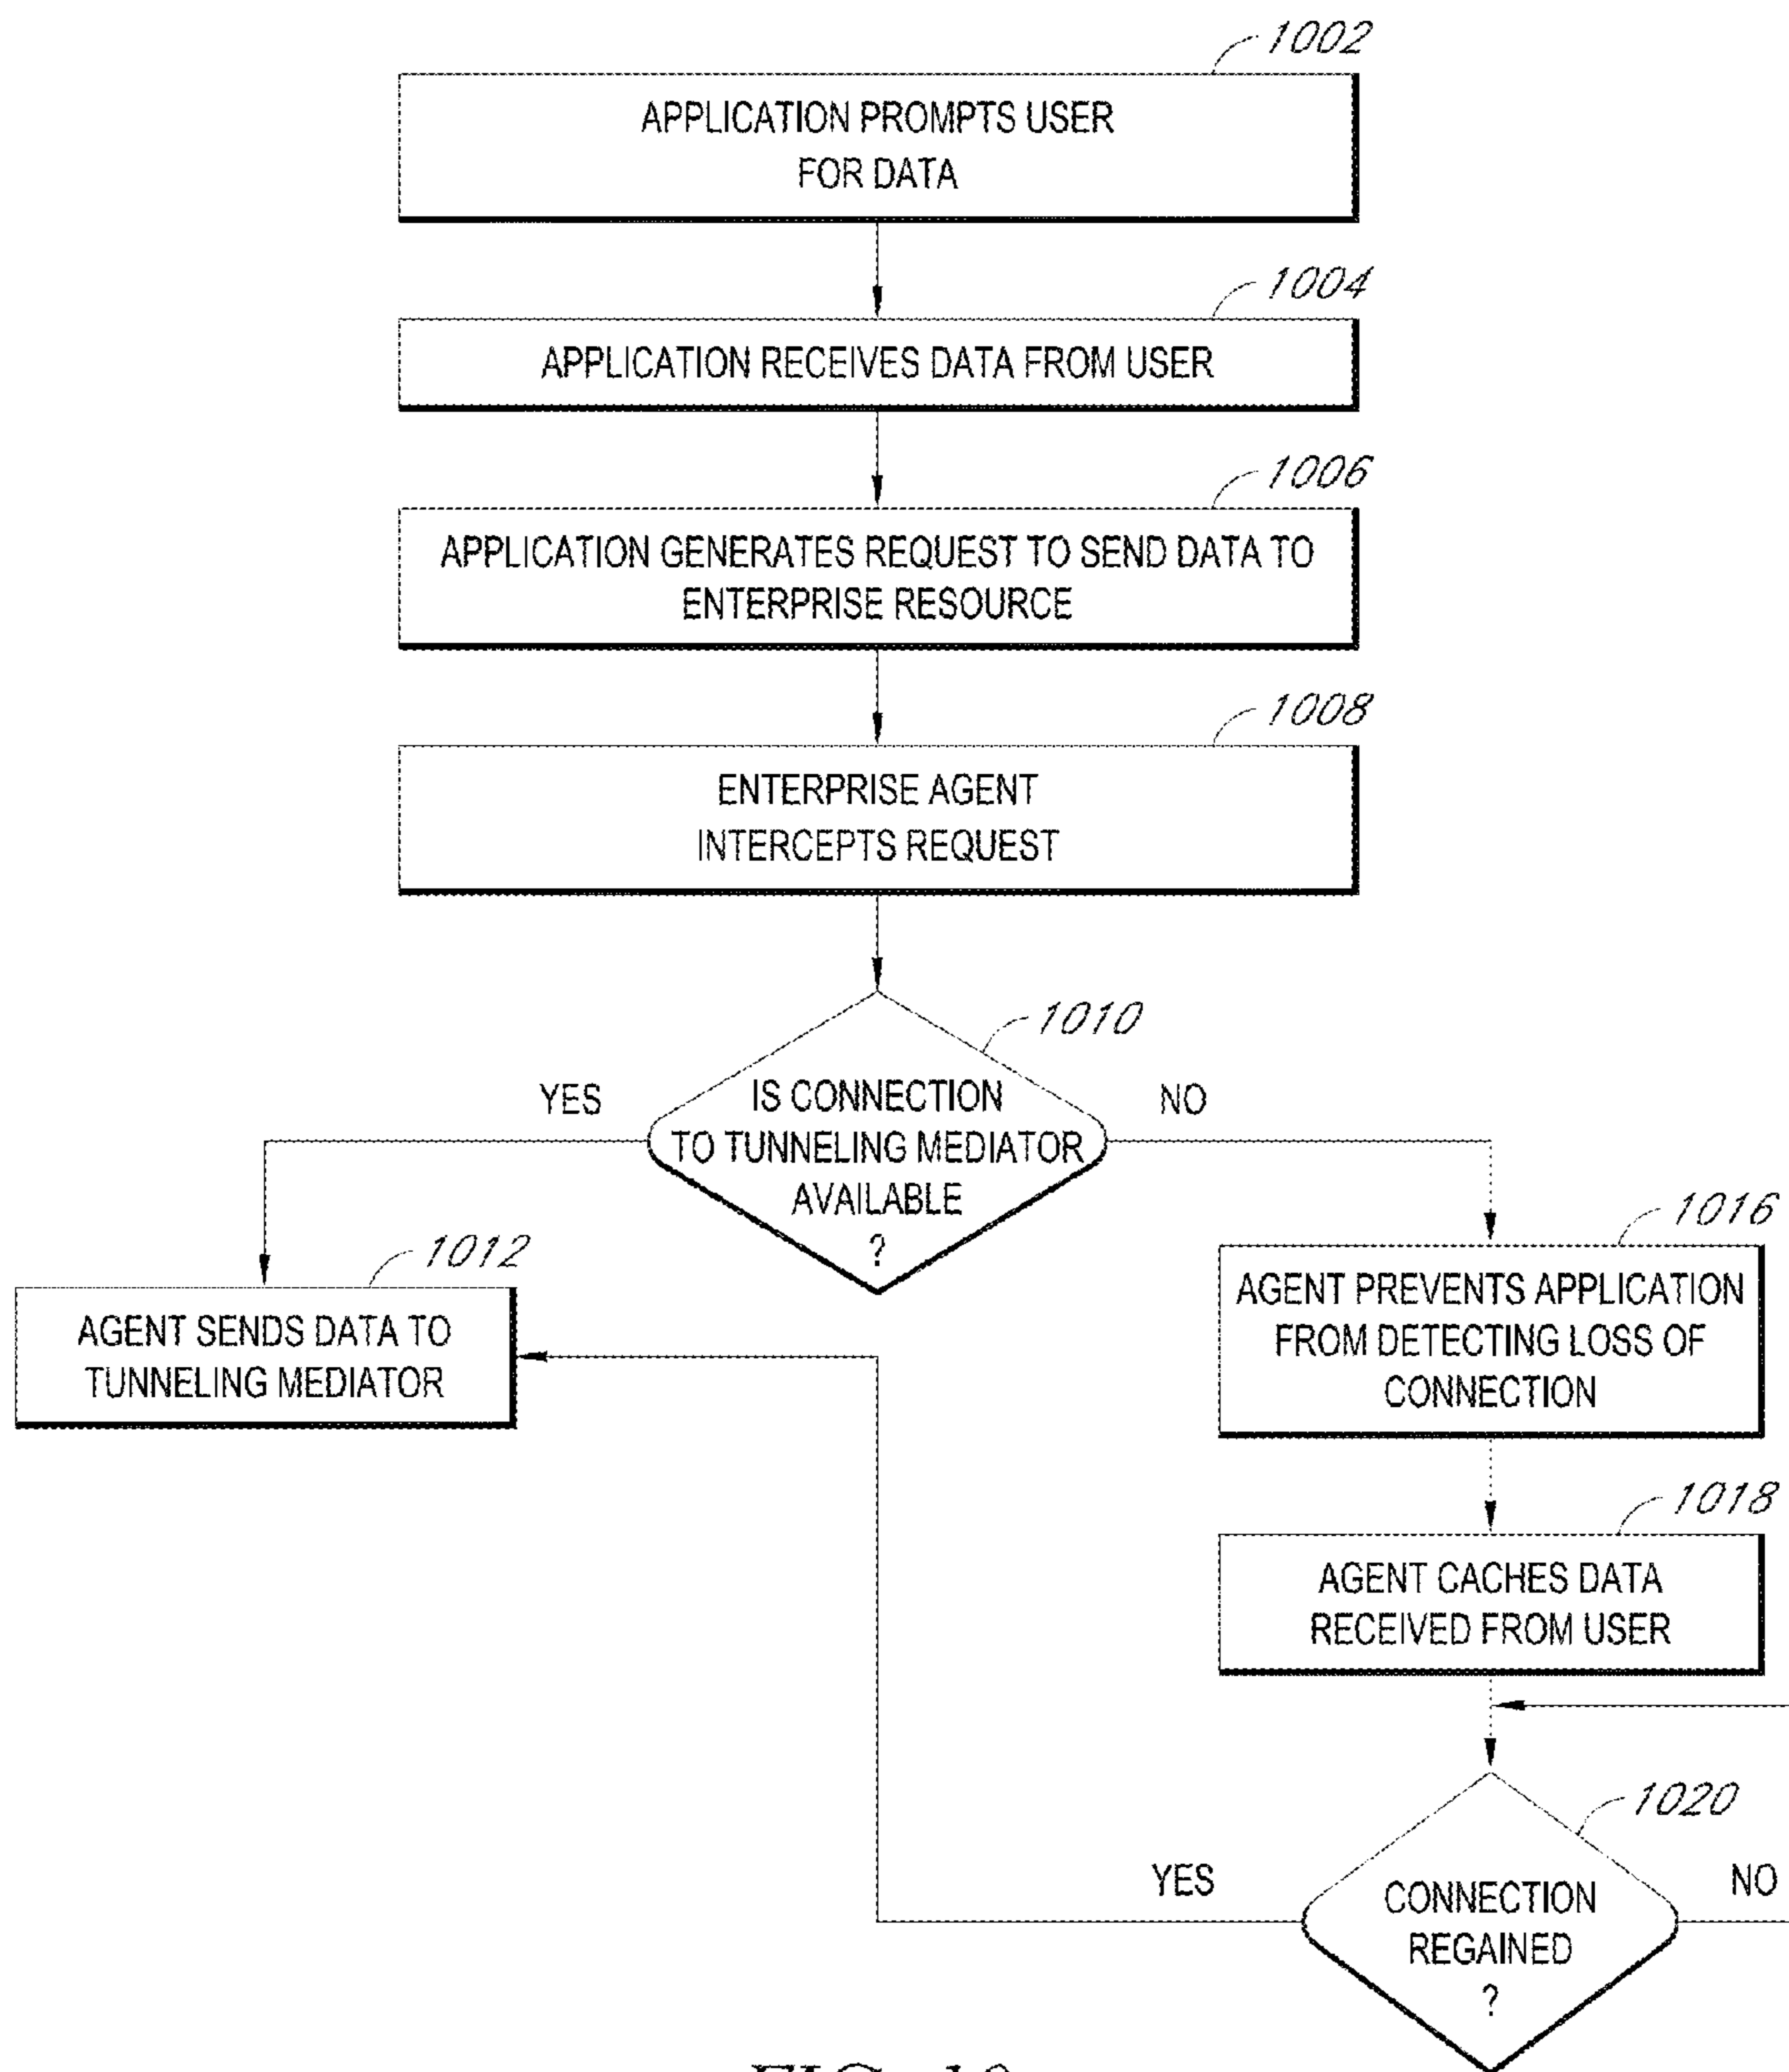 1002
APPLICATION PROMPTS USER
FOR DATA
1004
APPLICATION RECEIVES DATA FROM USER
1006
APPLICATION GENERATES REQUEST TO SEND DATA TO
ENTERPRISE RESOURCE
1008
ENTERPRISE AGENT
INTERCEPTS REQUEST
1010
YES
IS CONNECTION
TO TUNNELING MEDIATOR
AVAILABLE
?
NO
1012
AGENT SENDS DATA TO
TUNNELING MEDIATOR
1016
AGENT PREVENTS APPLICATION
FROM DETECTING LOSS OF
CONNECTION
1018
AGENT CACHES DATA
RECEIVED FROM USER
1020
YES
CONNECTION
REGAINED
?
NO